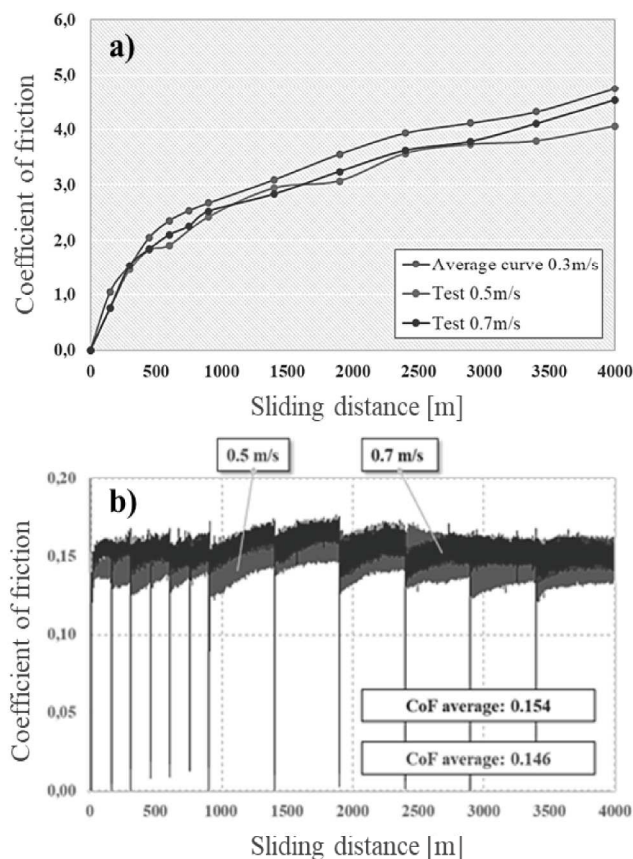 a)
Coefficient of friction
6,0
5,0
4,0
3,0
2,0
1,0
0,0
Average curve 0.3m/s
Test 0.5m/s
Test 0.7m/s
0 500 1000 1500 2000 2500 3000 3500 4000
Sliding distance [m]
b)
0.5 m/s
0.7 m/s
Coefficient of friction
0,20
0,15
0,10
0,05
0,00
CoF average: 0.154
CoF average: 0.146
0 500 1000 1500 2000 2500 3000 3500 4000
Sliding distance [m]